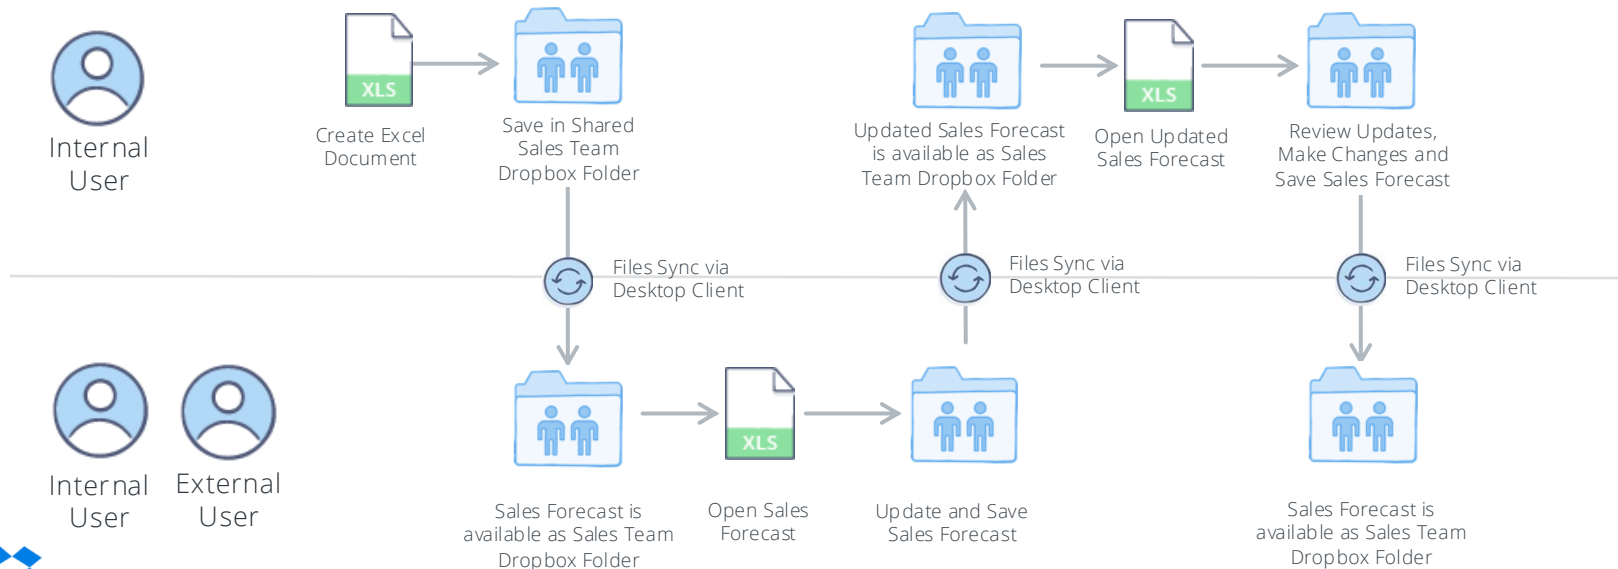 Internal
User
XLS
Create Excel
Document
Save in Shared
Sales Team
Dropbox Folder
Updated Sales Forecast
is available as Sales
Team Dropbox Folder
XLS
Open Updated
Sales Forecast
Review Updates,
Make Changes and
Save Sales Forecast
Files Sync via
Desktop Client
Files Sync via
Desktop Client
Files Sync via
Desktop Client
Internal
User
External
User
Sales Forecast is
available as Sales Team
Dropbox Folder
XLS
Open Sales
Forecast
Update and Save
Sales Forecast
Sales Forecast is
available as Sales Team
Dropbox Folder